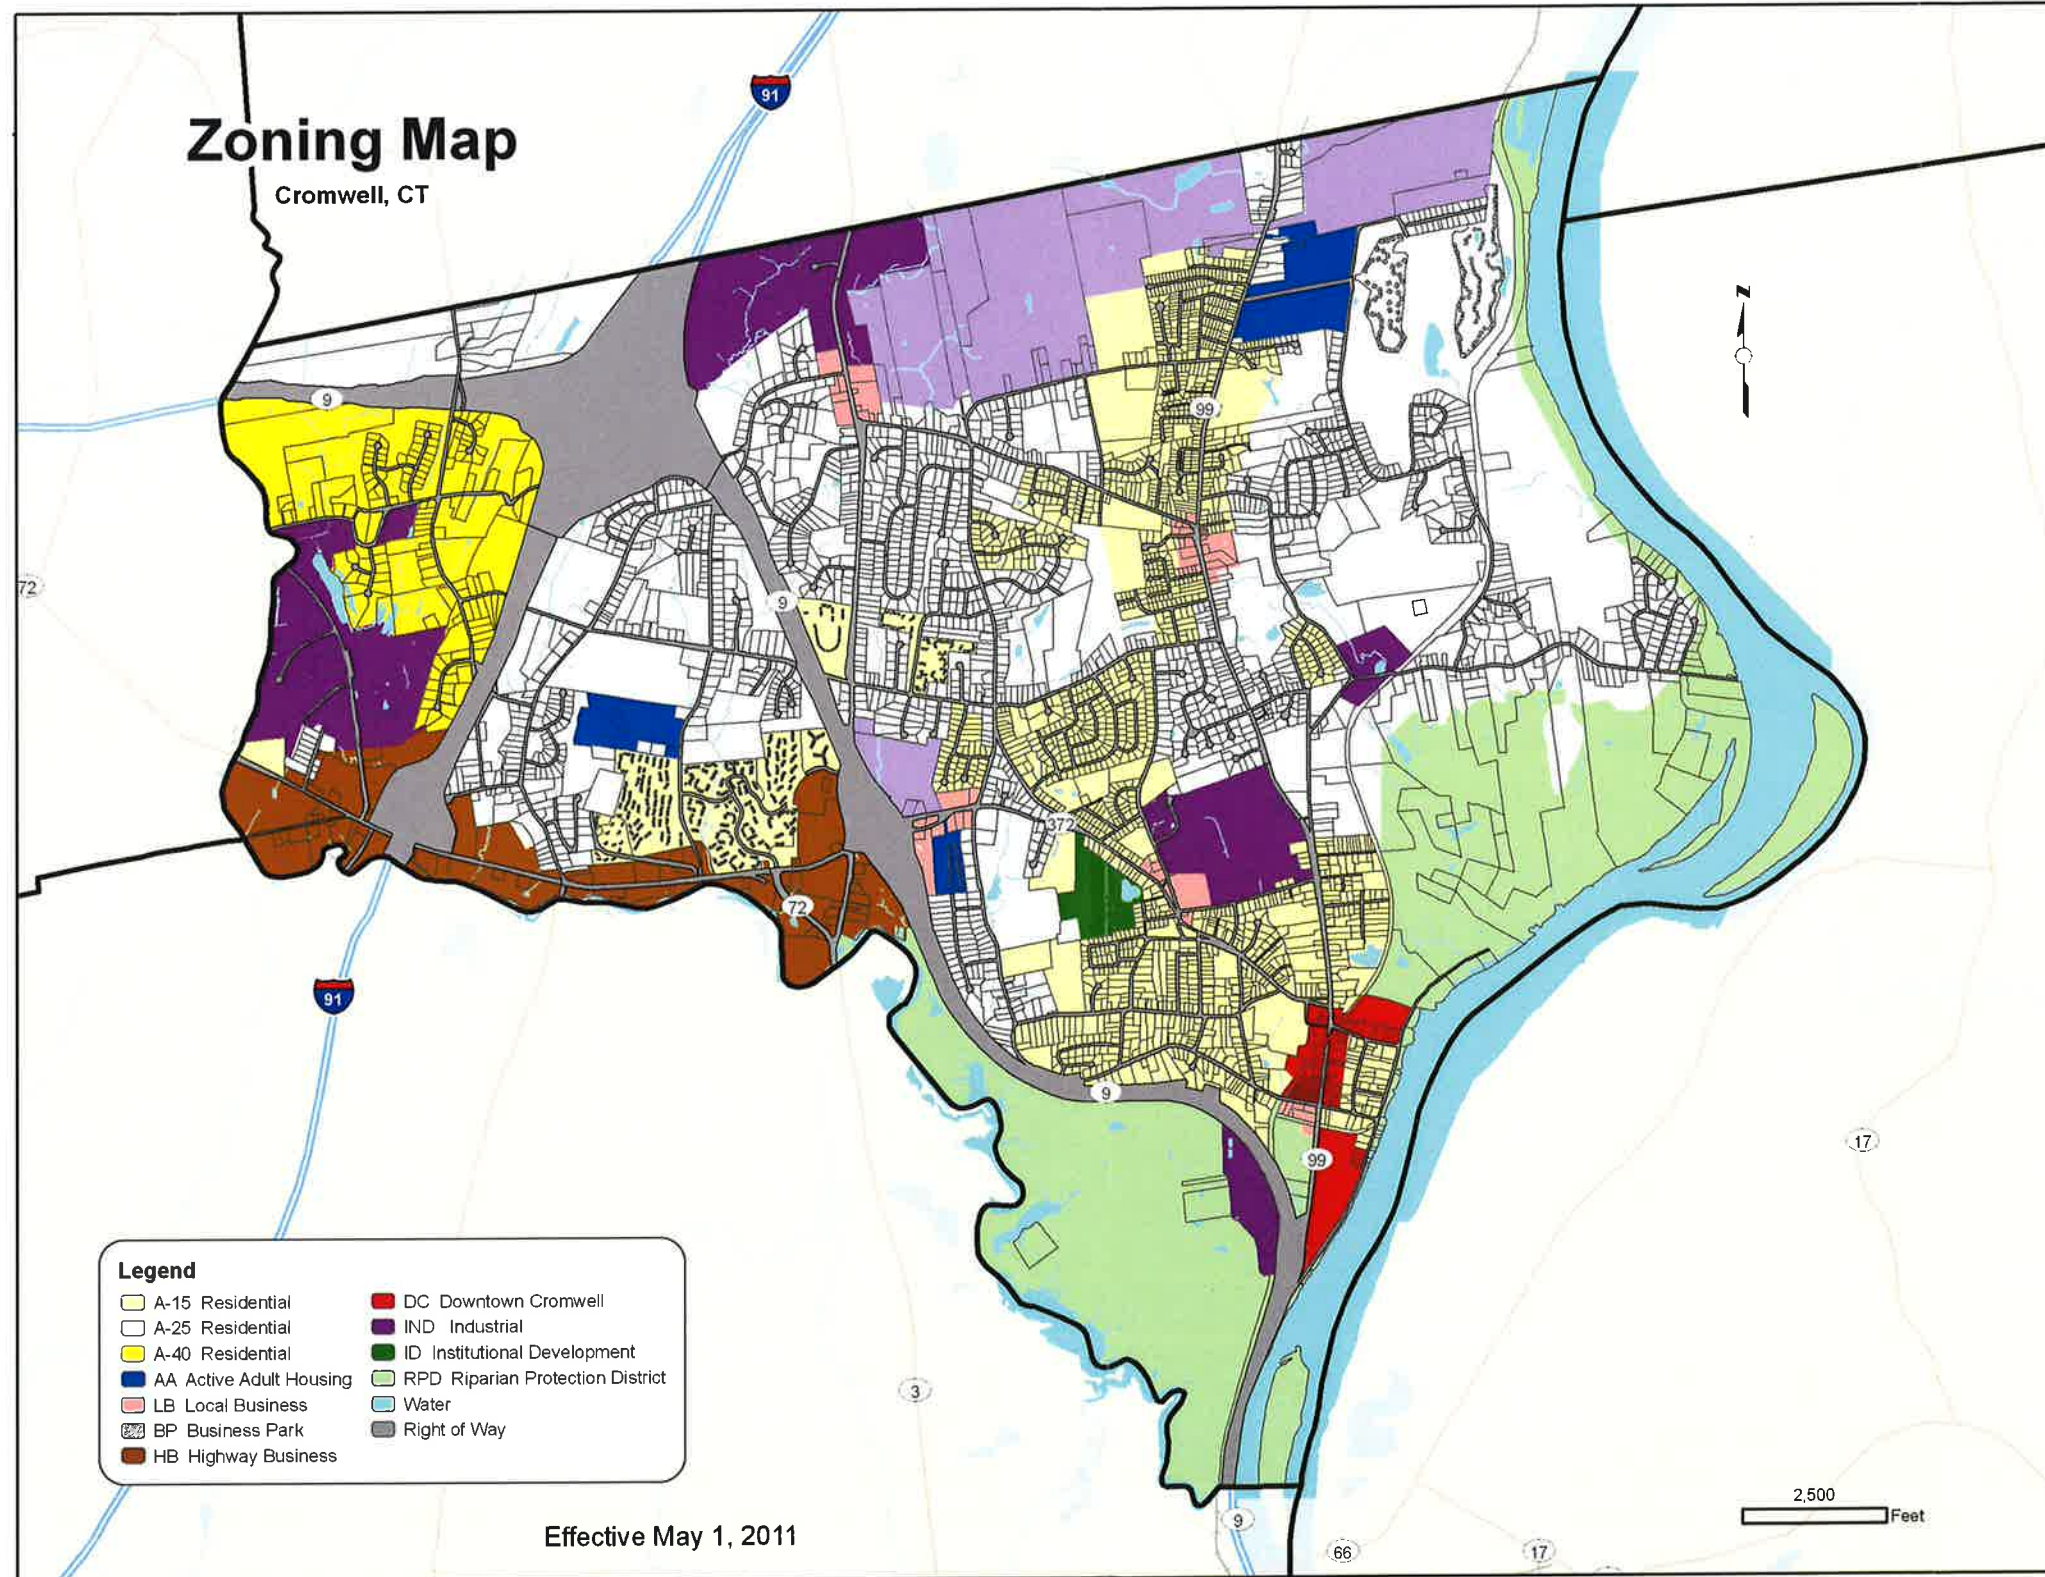 Zoning Map
Cromwell, CT
91
N
9
99
72
9
372
72
91
9
99
17
3
9
66
17
Legend
A-15 Residential
A-25 Residential
A-40 Residential
AA Active Adult Housing
LB Local Business
BP Business Park
HB Highway Business
DC Downtown Cromwell
IND Industrial
ID Institutional Development
RPD Riparian Protection District
Water
Right of Way
Effective May 1, 2011
2,500
Feet